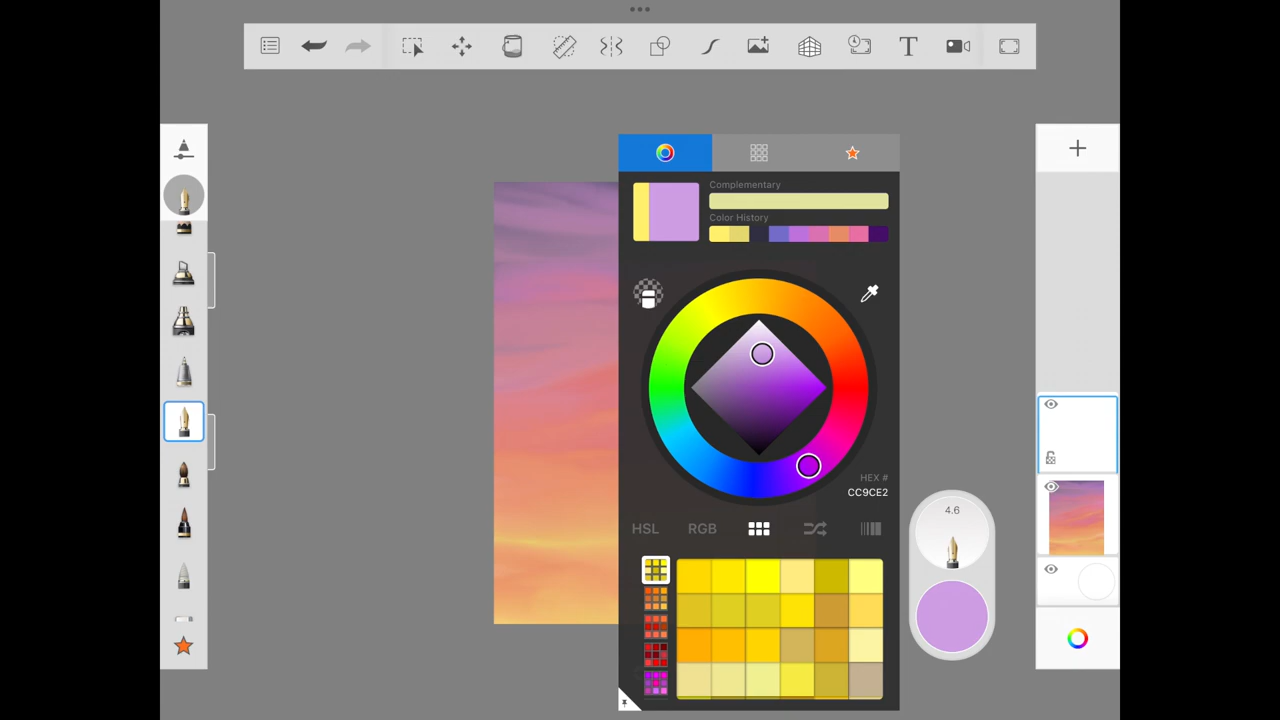 Complementary
Color History
HEX #
CC9CE2
HSL RGB
4.6